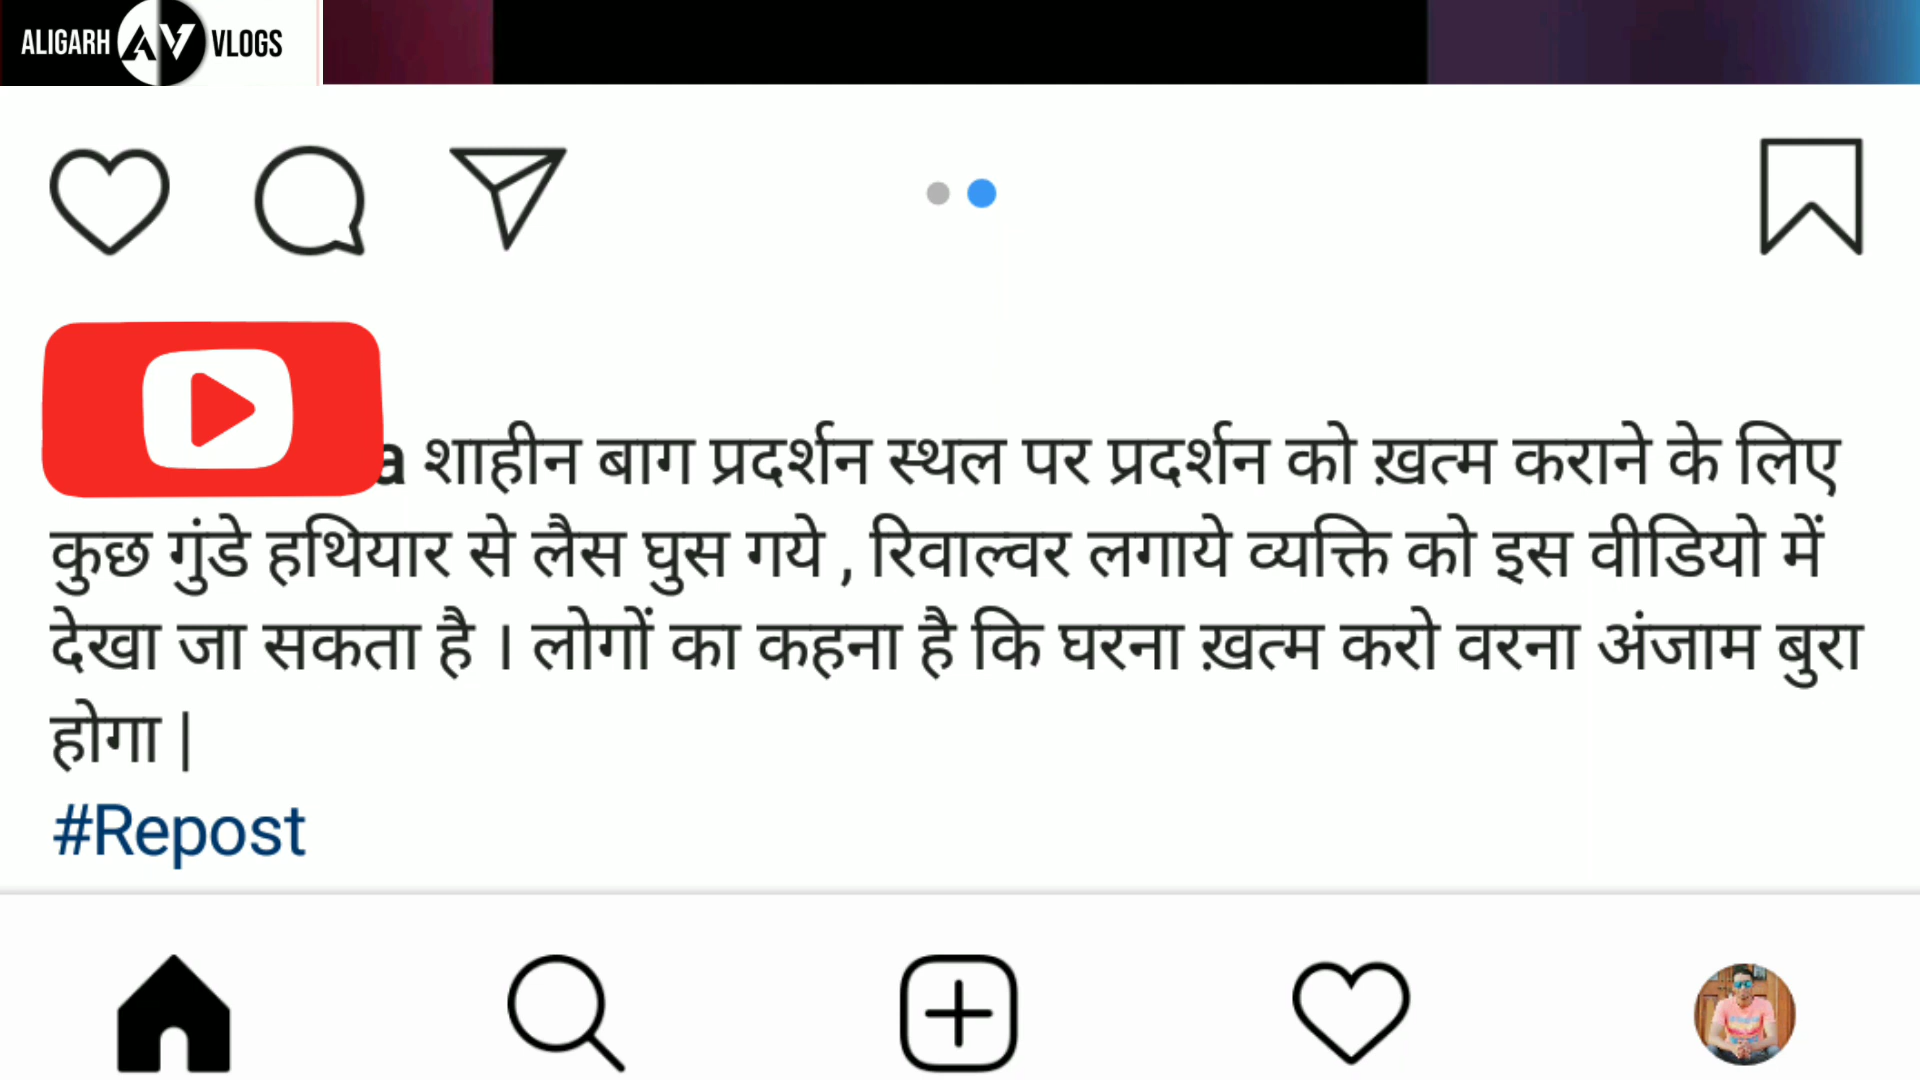 ALIGARH AV VLOGS
a शाहीन बाग प्रदर्शन स्थल पर प्रदर्शन को ख़त्म कराने के लिए
कुछ गुंडे हथियार से लैस घुस गये , रिवाल्वर लगाये व्यक्ति को इस वीडियो में
देखा जा सकता है । लोगों का कहना है कि घरना ख़त्म करो वरना अंजाम बुरा
होगा |
#Repost